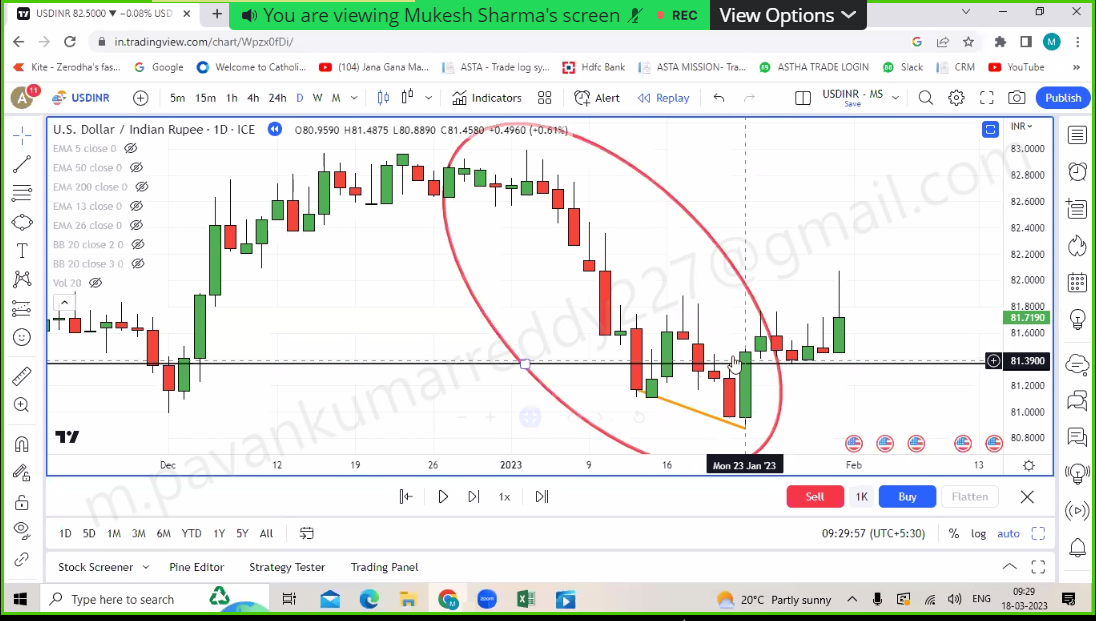 USDINR 82.5000 ▼ −0.08% USD
You are viewing Mukesh Sharma's screen
REC
View Options
in.tradingview.com/chart/Wpzx0fDi/
M
Kite - Zerodha's fas...
Google
Welcome to Catholi...
(104) Jana Gana Ma...
ASTA - Trade log sy...
Hdfc Bank
ASTA MISSION- Tra...
ASTHA TRADE LOGIN
Slack
CRM
YouTube
»
A
11
USDINR
5m 15m 1h 4h 24h D W M
Indicators
Alert
Replay
USDINR - MS
Save
Publish
U.S. Dollar / Indian Rupee · 1D · ICE
O80.9590 H81.4875 L80.8890 C81.4580 +0.4960 (+0.61%)
INR
EMA 5 close 0
EMA 50 close 0
EMA 200 close 0
EMA 13 close 0
EMA 26 close 0
BB 20 close 2 0
BB 20 close 3 0
Vol 20
83.0000
82.8000
82.6000
82.4000
82.2000
82.0000
81.8000
81.7190
81.6000
81.3900
81.2000
81.0000
80.8000
m.pavankumarreddy227@gmail.com
Dec 12 19 26 2023 9 16 Mon 23 Jan '23 Feb 13
1x
Sell
1K
Buy
Flatten
1D 5D 1M 3M 6M YTD 1Y 5Y All
09:29:57 (UTC+5:30)
% log auto
Stock Screener
Pine Editor
Strategy Tester
Trading Panel
Type here to search
zoom
20°C Partly sunny
ENG
09:29
18-03-2023